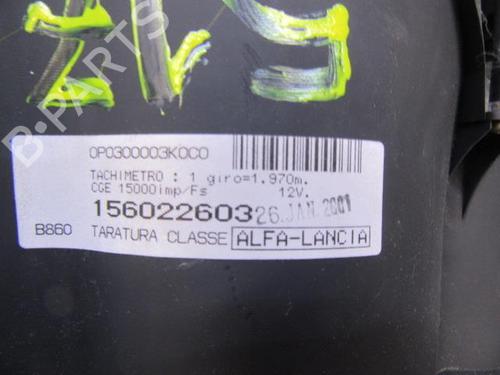 B-PARTS
0P0300003K0C0
TACHIMETRO : 1 giro=1.970m.
CGE 15000imp/Fs 12V.
156022603 26 JAN. 2001
B860 TARATURA CLASSE ALFA-LANCIA